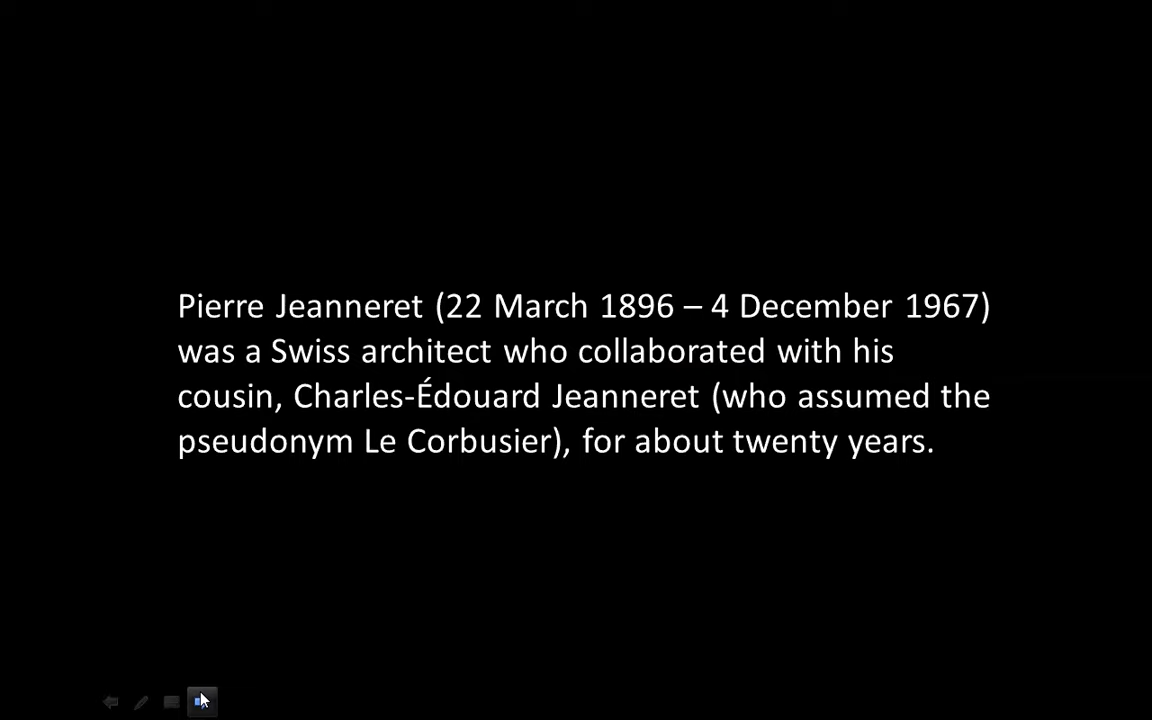 Pierre Jeanneret (22 March 1896 – 4 December 1967)
was a Swiss architect who collaborated with his
cousin, Charles-Édouard Jeanneret (who assumed the
pseudonym Le Corbusier), for about twenty years.